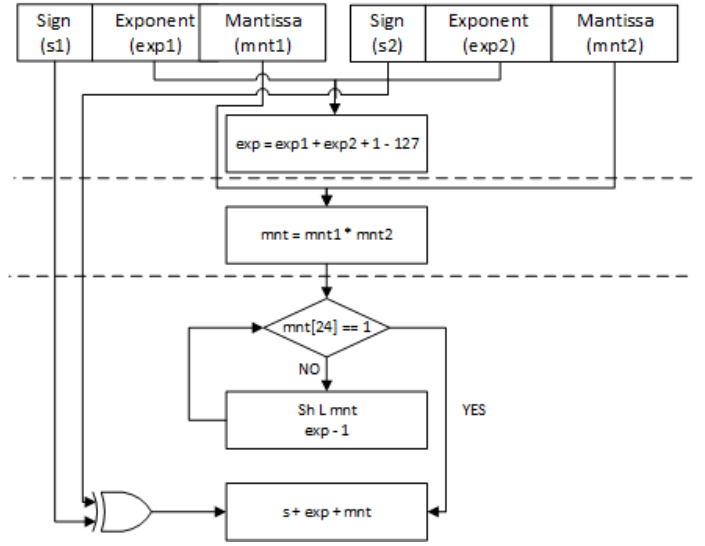 Sign
(s1)
Exponent
(exp1)
Mantissa
(mnt1)
Sign
(s2)
Exponent
(exp2)
Mantissa
(mnt2)
exp = exp1 + exp2 + 1 - 127
mnt = mnt1 * mnt2
mnt[24] == 1
NO
Sh L mnt
exp - 1
YES
s+ exp + mnt